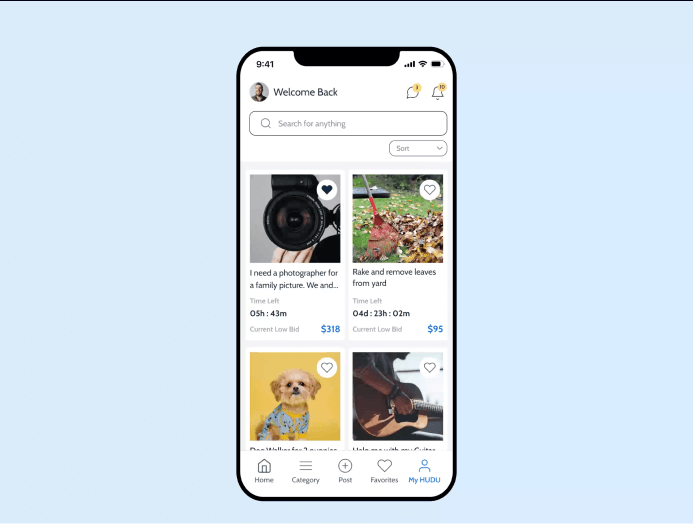 9:41
Welcome Back
3
10
Search for anything
Sort
I need a photographer for
a family picture. We and...
Time Left
05h : 43m
Current Low Bid $318
Rake and remove leaves
from yard
Time Left
04d : 23h : 02m
Current Low Bid $95
Dog Walker for 2 puppies
Help me with my Guitar
Home
Category
Post
Favorites
My HUDU